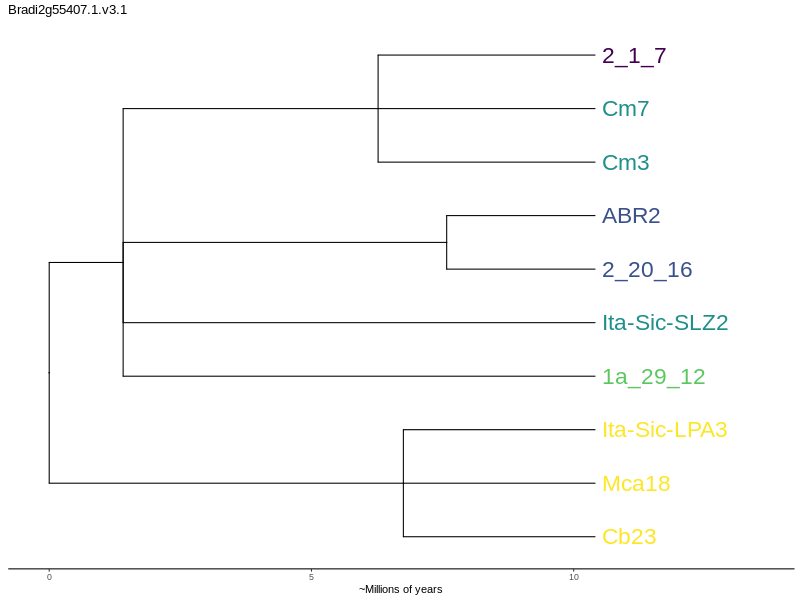 Bradi2g55407.1.v3.1
2_1_7
Cm7
Cm3
ABR2
2_20_16
Ita-Sic-SLZ2
1a_29_12
Ita-Sic-LPA3
Mca18
Cb23
0 5 10
~Millions of years